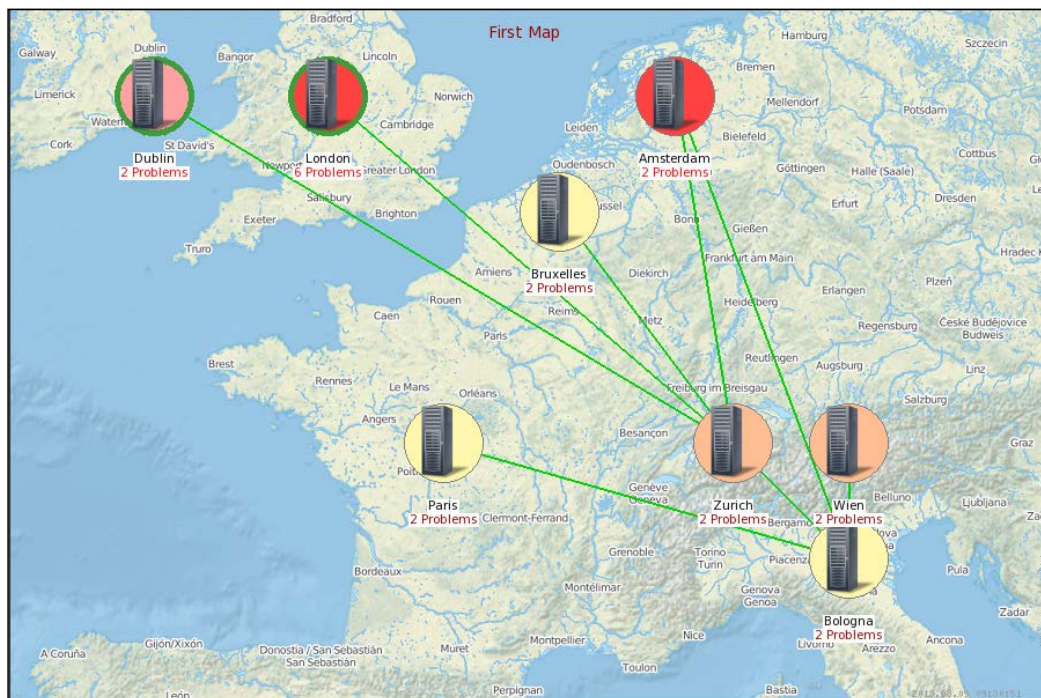 First Map
Hamburg
Szczecin
Bradford
Galway
Dublin
Bangor
Lincoln
Bremen
Limerick
Norwich
Mellendorf
Potsdam
Cork
St David's
Cambridge
Leiden
Bielefeld
Cottbus
Dublin
2 Problems
London
6 Problems
Greater London
Oudenbosch
Amsterdam
2 Problems
Göttingen
Halle (Saale)
Salisbury
Exeter
Brighton
Bonn
Erfurt
Dresden
Truro
Gießen
Frankfurt am Main
Amiens
Bruxelles
2 Problems
Diekirch
Plzeň
Rouen
Reims
Heidelberg
Erlangen
Caen
Metz
Regensburg
České Budějovice
Budweis
Paris
Brest
Reutlingen
Augsburg
Linz
Rennes
Le Mans
Orléans
Freiburg im Breisgau
Salzburg
Angers
Besançon
Graz
Genève
Geneva
Belluno
Ljubljana
Paris
2 Problems
Zurich
2 Problems
Wien
2 Problems
Clermont-Ferrand
Bergamo
Grenoble
Torino
Turin
Piacenza
Pula
Bordeaux
Montélimar
Genova
Genoa
Zadar
Bologna
2 Problems
Gijón/Xixón
A Coruña
Donostia / San Sebastián
San Sebastián
Muret
Montpellier
Nice
Livorno
Arezzo
Ancona
Toulon
León
Perpignan
Bastia